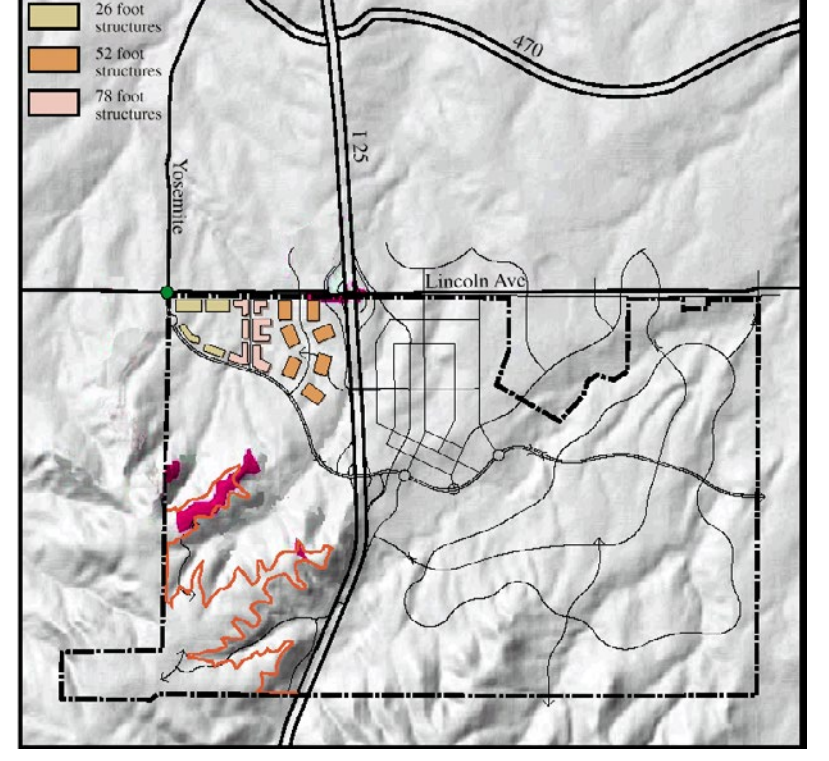 26 foot
structures
52 foot
structures
78 foot
structures
470
I 25
Yosemite
Lincoln Ave